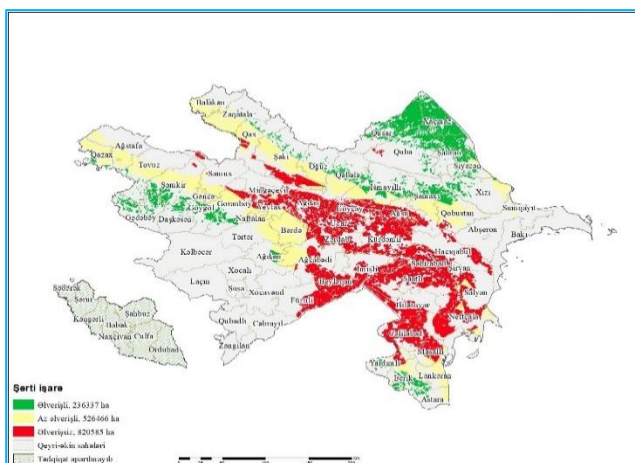 Balakən
Zaqatala
Xaçmaz
Qax
Qusar
Quba
Şabran
Siyəzən
Ağstafa
Qazax
Tovuz
Şəki
Oğuz
Qəbələ
Samux
Şəmkir
İsmayıllı
Şamaxı
Xızı
Gəncə
Mingəçevir
Goranboy
Yevlax
Ağdaş
Göyçay
Ağsu
Qobustan
Sumqayıt
Gədəbəy
Daşkəsən
Göygöl
Naftalan
Ucar
Abşeron
Bakı
Bərdə
Zərdab
Kürdəmir
Tərtər
Hacıqabul
Kəlbəcər
Ağdam
Ağcabədi
Sabirabad
Şirvan
Xocalı
İmişli
Saatlı
Laçın
Şuşa
Xocavənd
Beyləqan
Salyan
Sədərək
Füzuli
Biləsuvar
Neftçala
Şərur
Şahbuz
Kəngərli
Qubadlı
Cəbrayıl
Babək
Cəlilabad
Naxçıvan
Culfa
Zəngilan
Masallı
Ordubad
Yardımlı
Lerik
Lənkəran
Astara
Şərti işarə
Əlverişli, 236337 ha
Az əlverişli, 526466 ha
Əlverişsiz, 820585 ha
Qeyri-əkin sahələri
Tədqiqat aparılmayıb